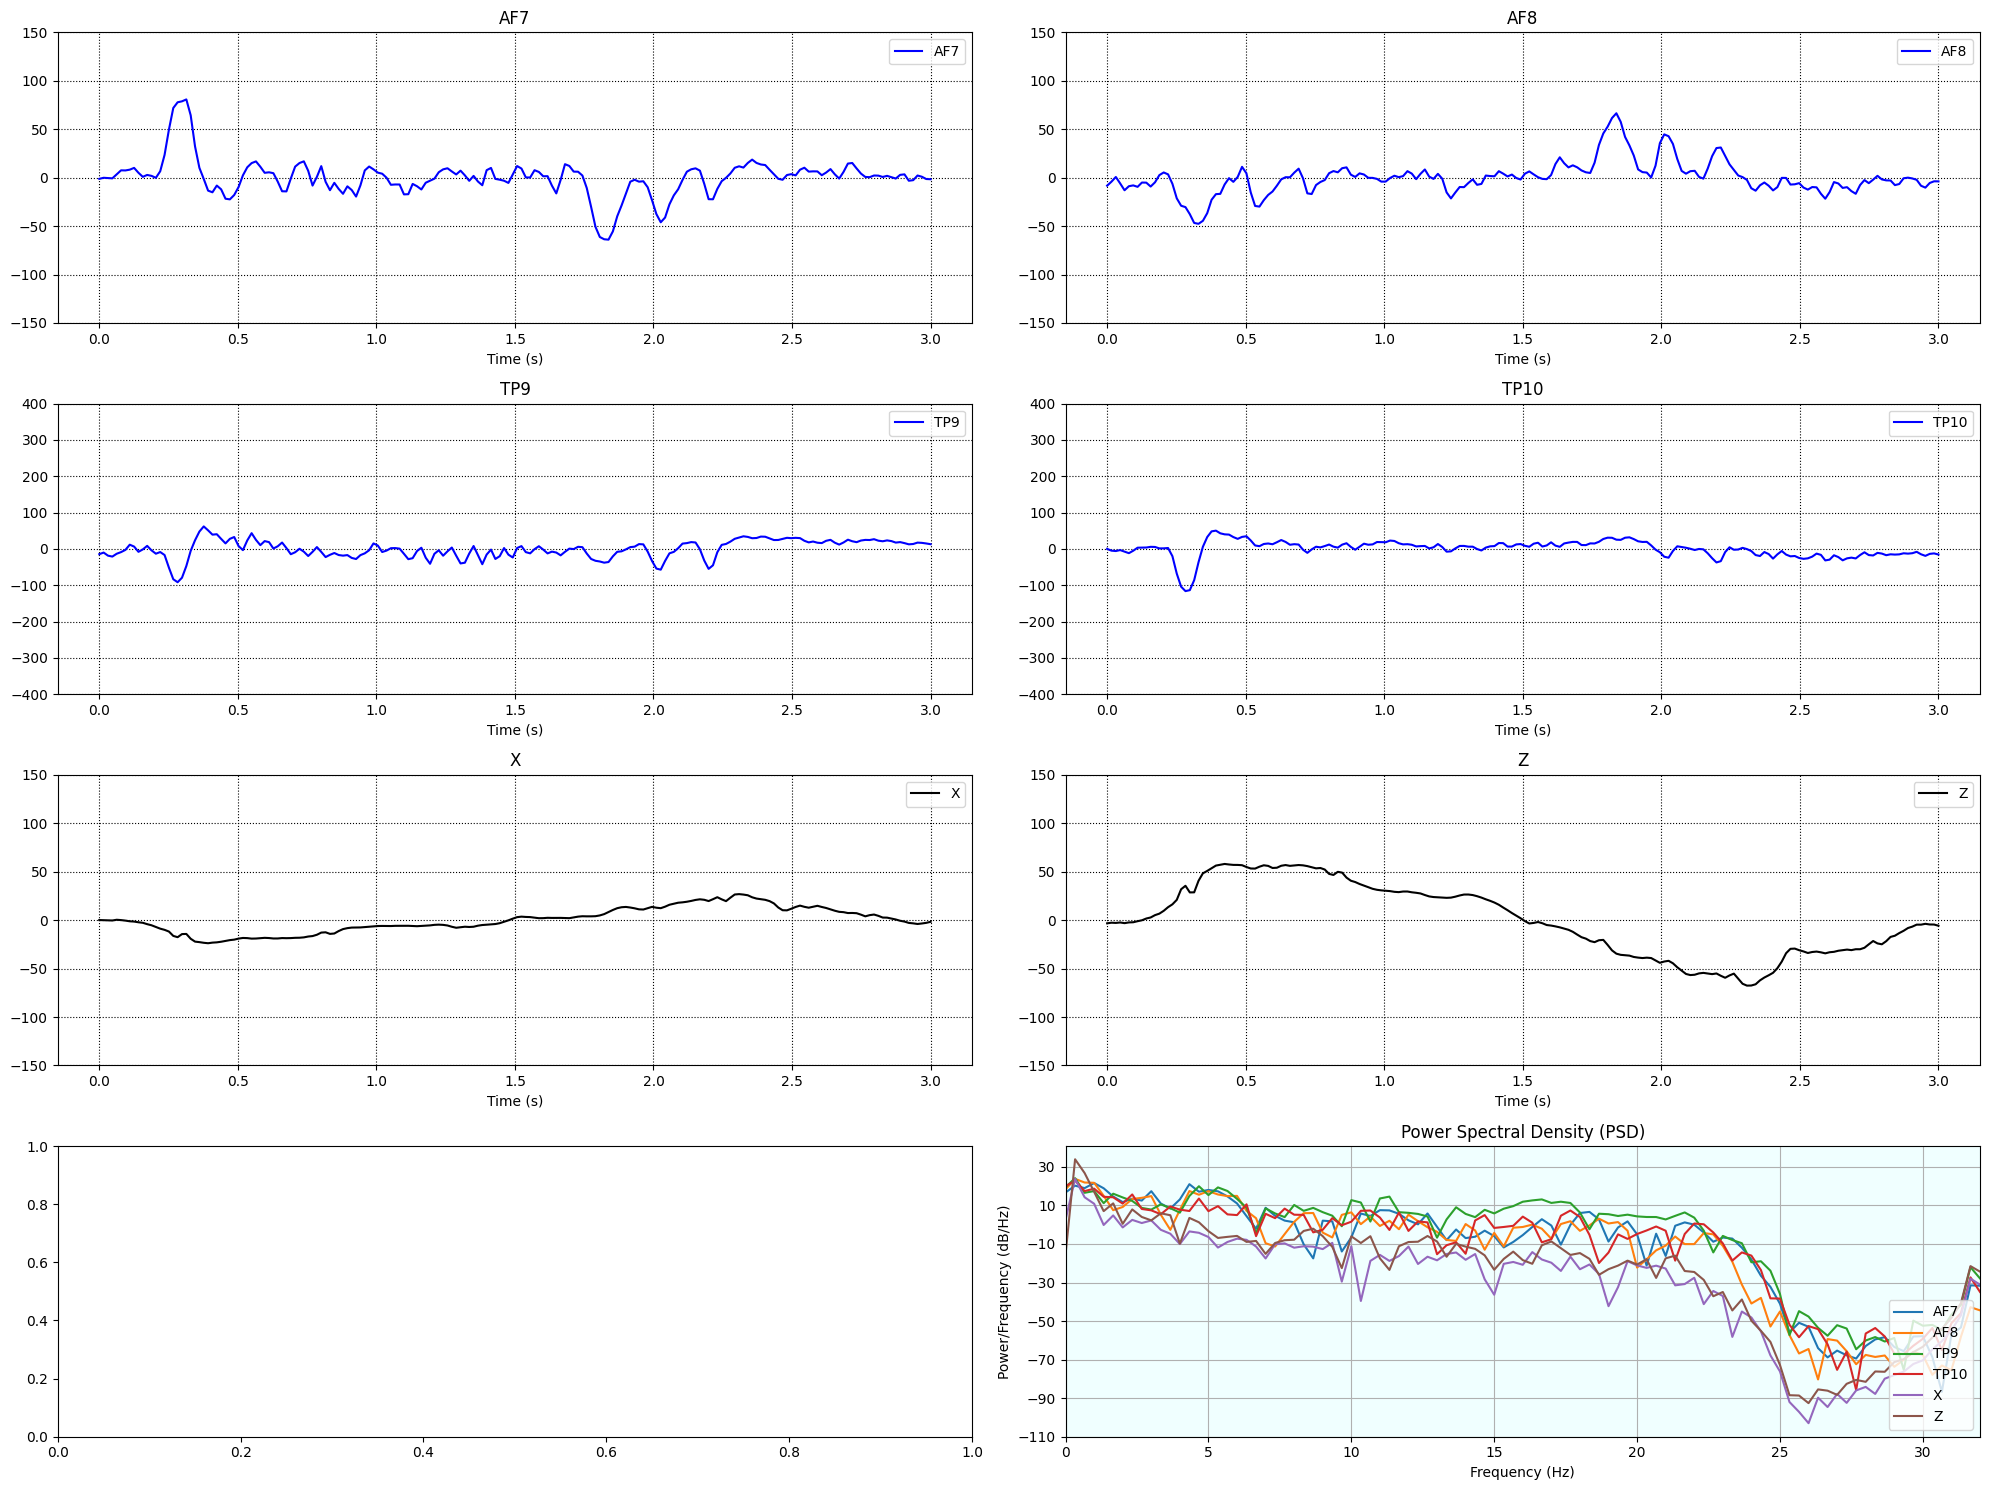 AF7
AF8
150
100
50
0
−50
−100
−150
AF7
150
100
50
0
−50
−100
−150
AF8
0.0 0.5 1.0 1.5 2.0 2.5 3.0
0.0 0.5 1.0 1.5 2.0 2.5 3.0
Time (s)
Time (s)
TP9
TP10
400
300
200
100
0
−100
−200
−300
−400
TP9
400
300
200
100
0
−100
−200
−300
−400
TP10
0.0 0.5 1.0 1.5 2.0 2.5 3.0
0.0 0.5 1.0 1.5 2.0 2.5 3.0
Time (s)
Time (s)
X
Z
150
100
50
0
−50
−100
−150
X
150
100
50
0
−50
−100
−150
Z
0.0 0.5 1.0 1.5 2.0 2.5 3.0
0.0 0.5 1.0 1.5 2.0 2.5 3.0
Time (s)
Time (s)
1.0
0.8
0.6
0.4
0.2
0.0
0.0 0.2 0.4 0.6 0.8 1.0
Power Spectral Density (PSD)
Power/Frequency (dB/Hz)
30
10
−10
−30
−50
−70
−90
−110
AF7
AF8
TP9
TP10
X
Z
0 5 10 15 20 25 30
Frequency (Hz)